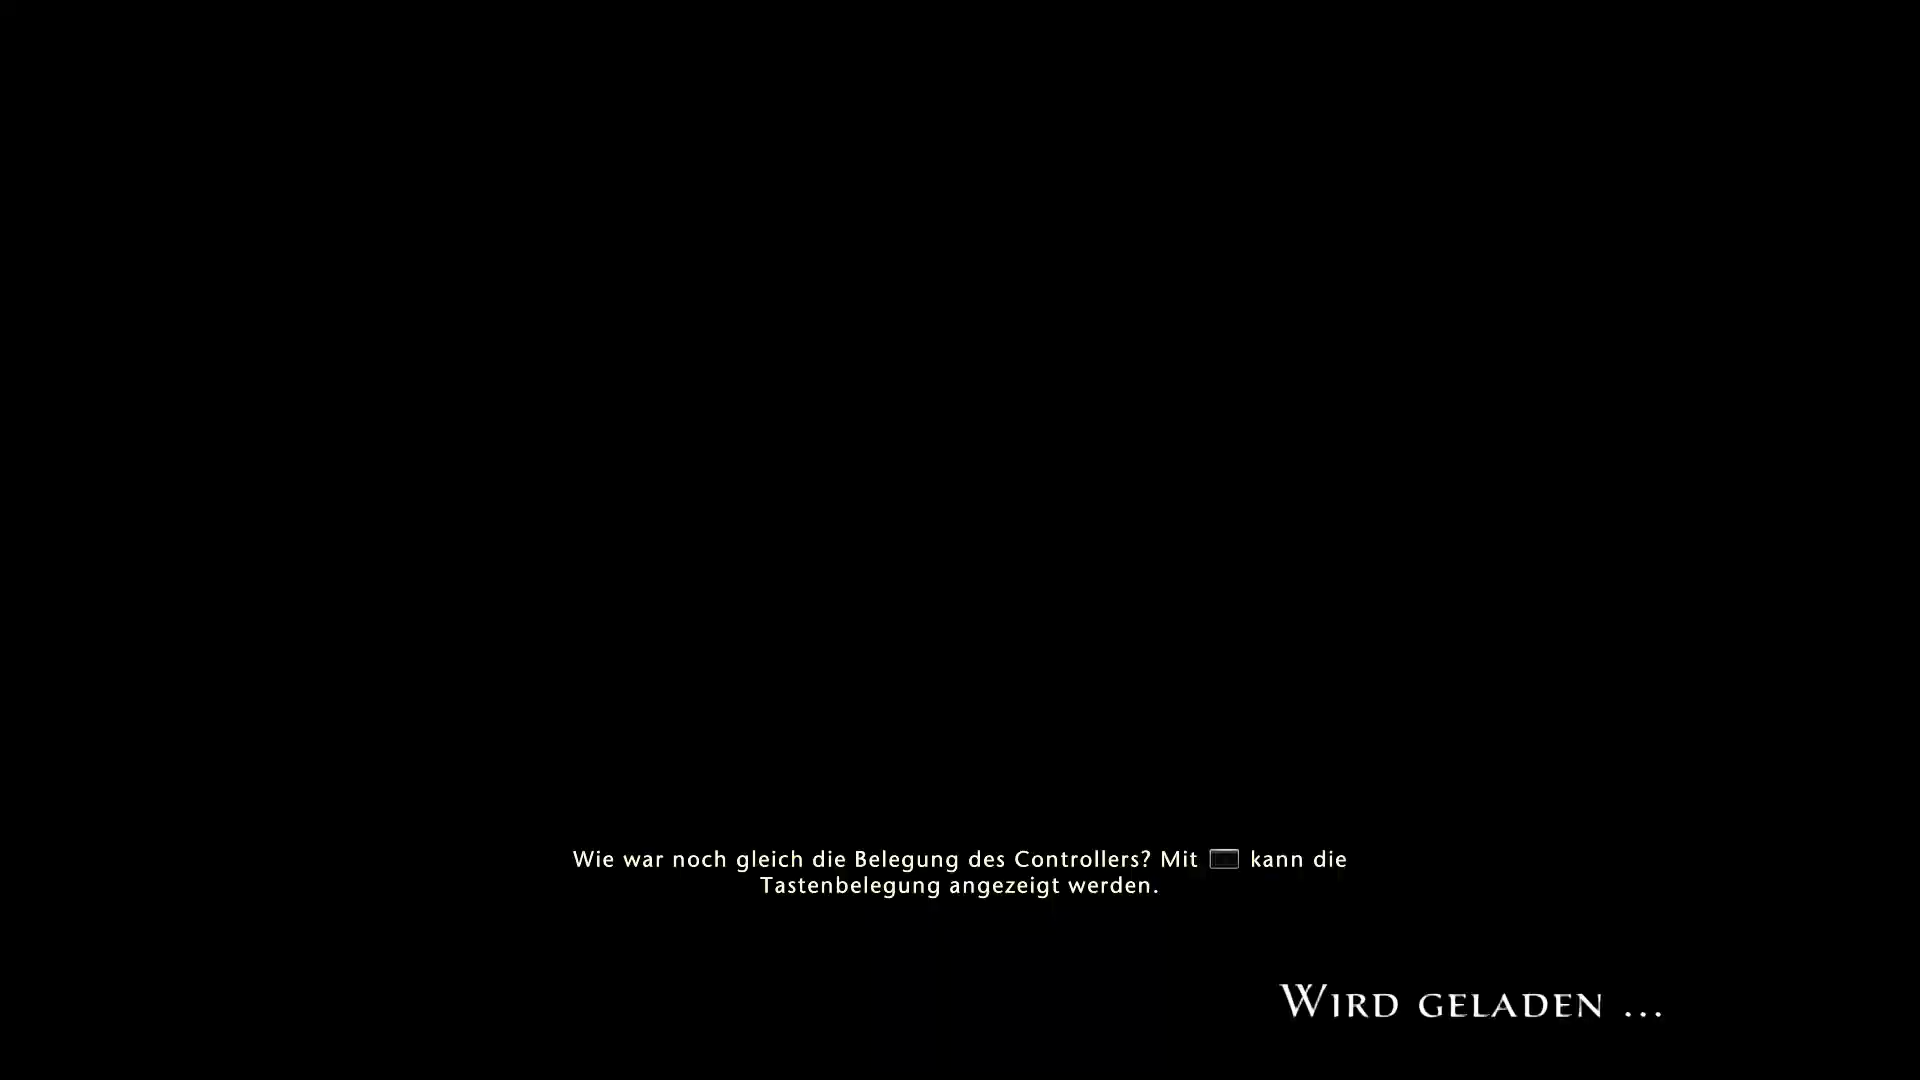 Wie war noch gleich die Belegung des Controllers? Mit kann die
Tastenbelegung angezeigt werden.
Wird geladen ...